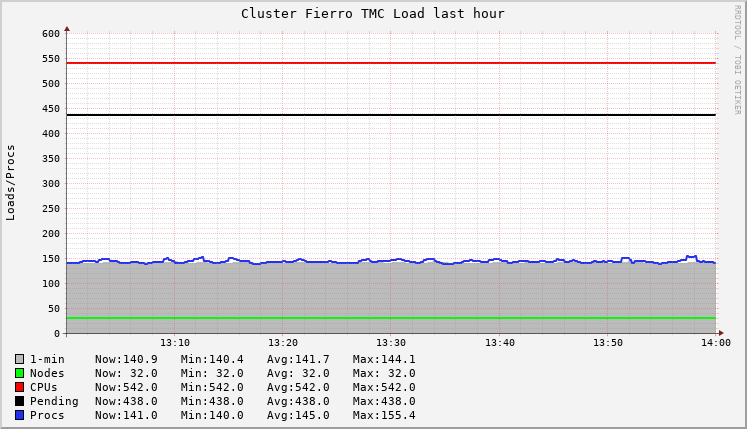 Cluster Fierro TMC Load last hour
RRDTOOL / TOBI OETIKER
Loads/Procs
600
550
500
450
400
350
300
250
200
150
100
50
0
13:10 13:20 13:30 13:40 13:50 14:00
1-min Now:140.9 Min:140.4 Avg:141.7 Max:144.1
Nodes Now: 32.0 Min: 32.0 Avg: 32.0 Max: 32.0
CPUs Now:542.0 Min:542.0 Avg:542.0 Max:542.0
Pending Now:438.0 Min:438.0 Avg:438.0 Max:438.0
Procs Now:141.0 Min:140.0 Avg:145.0 Max:155.4